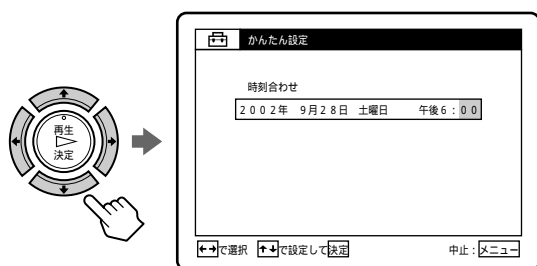 かんたん設定
時刻合わせ
2002年 9月28日 土曜日 午後6:00
再生
決定
←→で選択 ↑↓で設定して決定 中止:メニュー